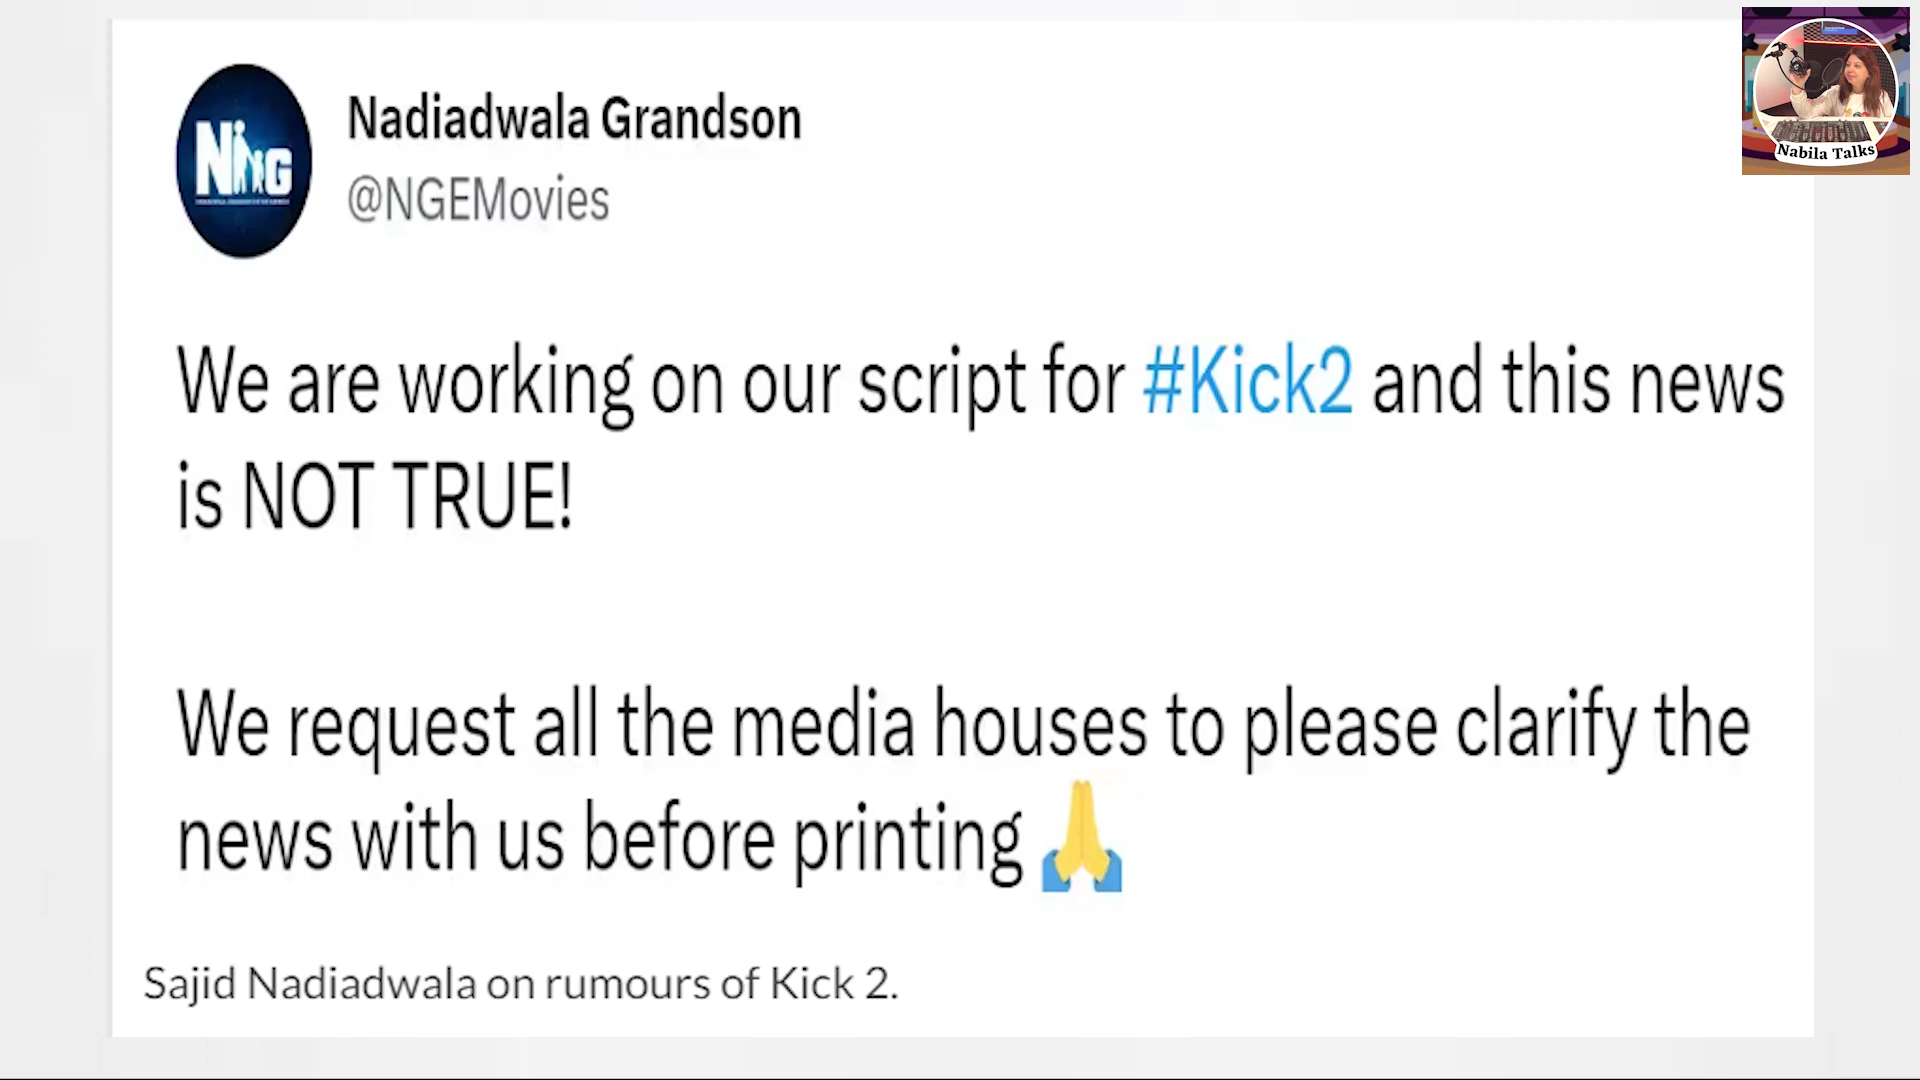 Nadiadwala Grandson
@NGEMovies
We are working on our script for #Kick2 and this news
is NOT TRUE!
We request all the media houses to please clarify the
news with us before printing
Sajid Nadiadwala on rumours of Kick 2.
NG
Nabila Talks